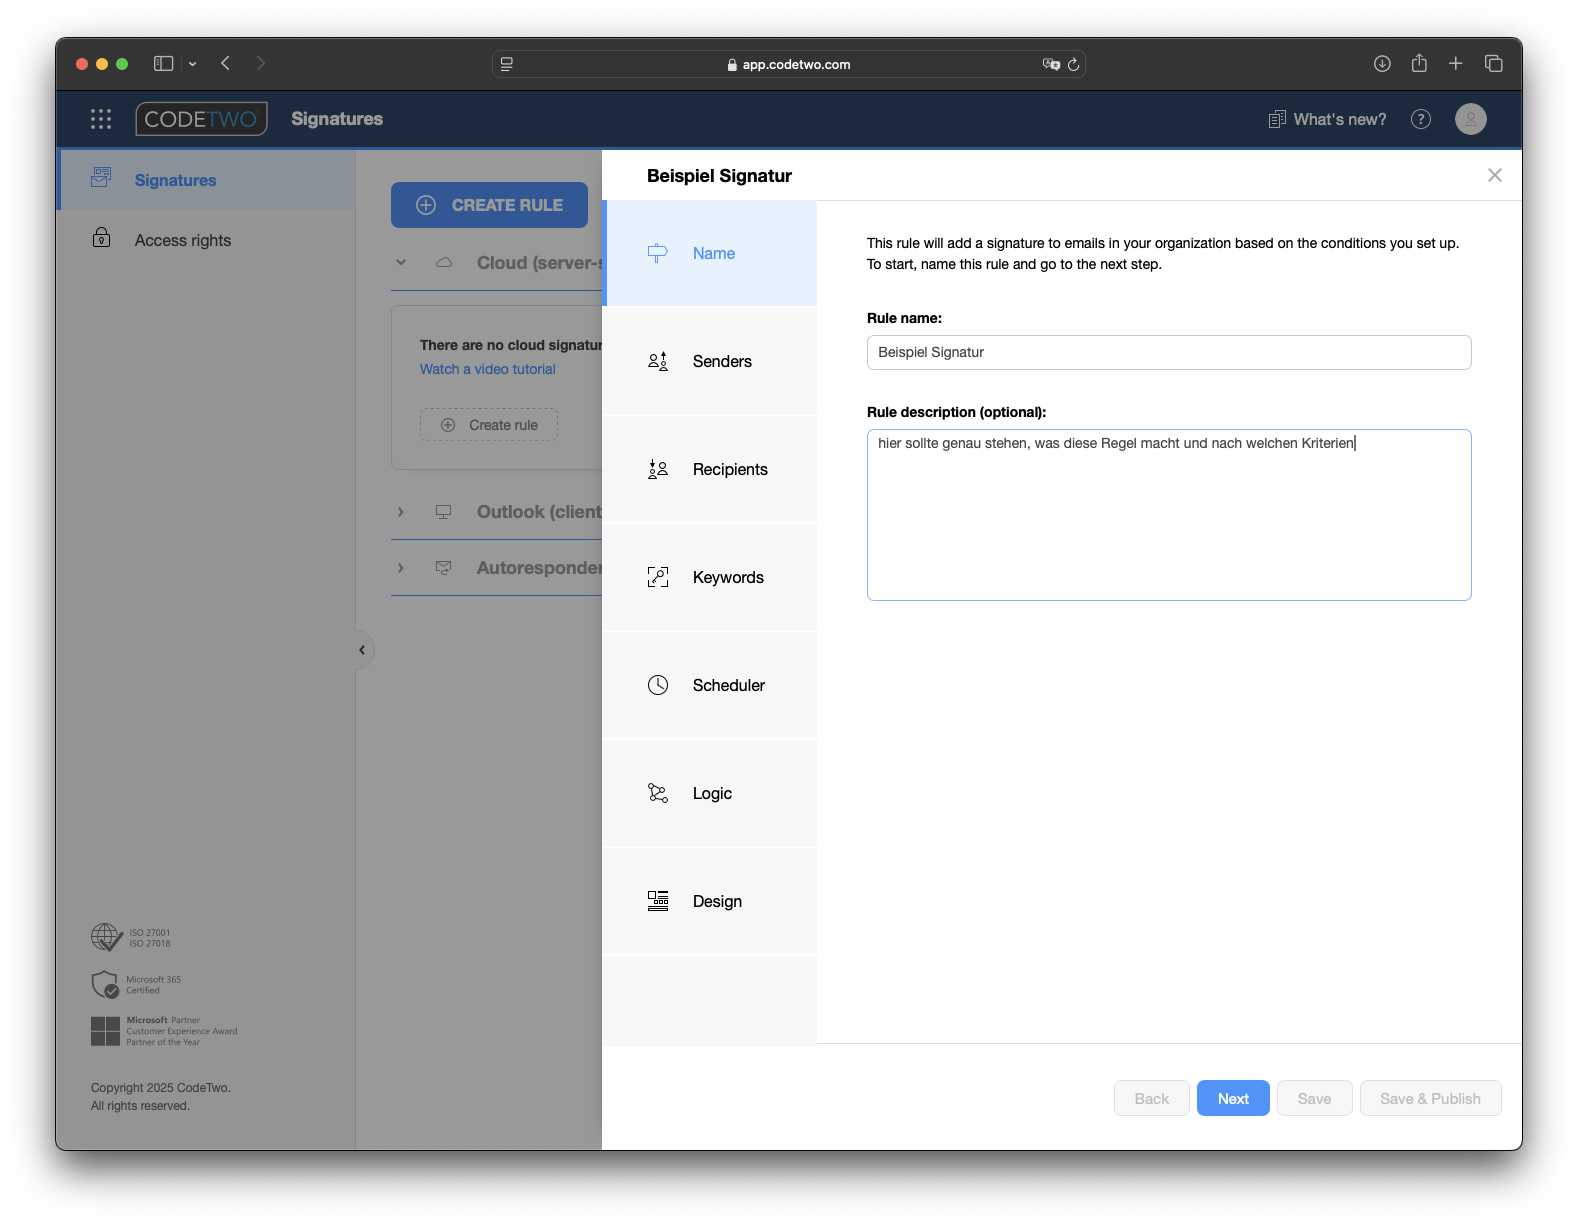 app.codetwo.com
CODETWO
Signatures
What's new?
?
Signatures
Access rights
CREATE RULE
Cloud (server-s
There are no cloud signatur
Watch a video tutorial
Create rule
Outlook (client
Autoresponder
ISO 27001
ISO 27018
Microsoft 365
Certified
Microsoft Partner
Customer Experience Award
Partner of the Year
Copyright 2025 CodeTwo.
All rights reserved.
Beispiel Signatur
Name
Senders
Recipients
Keywords
Scheduler
Logic
Design
This rule will add a signature to emails in your organization based on the conditions you set up.
To start, name this rule and go to the next step.
Rule name:
Beispiel Signatur
Rule description (optional):
hier sollte genau stehen, was diese Regel macht und nach welchen Kriterien
Back
Next
Save
Save & Publish